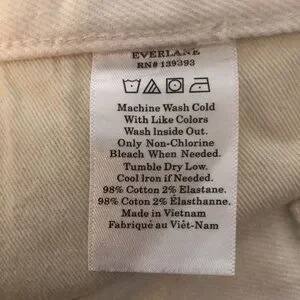 EVERLANE
RN# 139393
Machine Wash Cold
With Like Colors
Wash Inside Out.
Only Non-Chlorine
Bleach When Needed.
Tumble Dry Low.
Cool Iron if Needed.
98% Cotton 2% Elastane.
98% Coton 2% Élasthanne.
Made in Vietnam
Fabriqué au Viêt-Nam